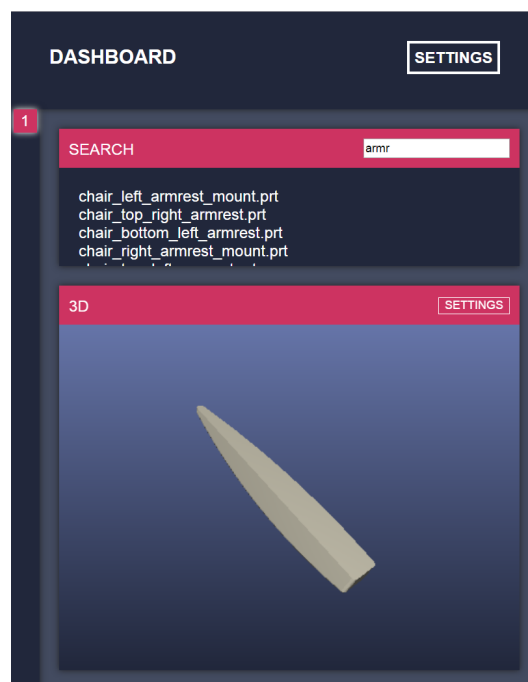 DASHBOARD
SETTINGS
1
SEARCH
armr
chair_left_armrest_mount.prt
chair_top_right_armrest.prt
chair_bottom_left_armrest.prt
chair_right_armrest_mount.prt
3D
SETTINGS